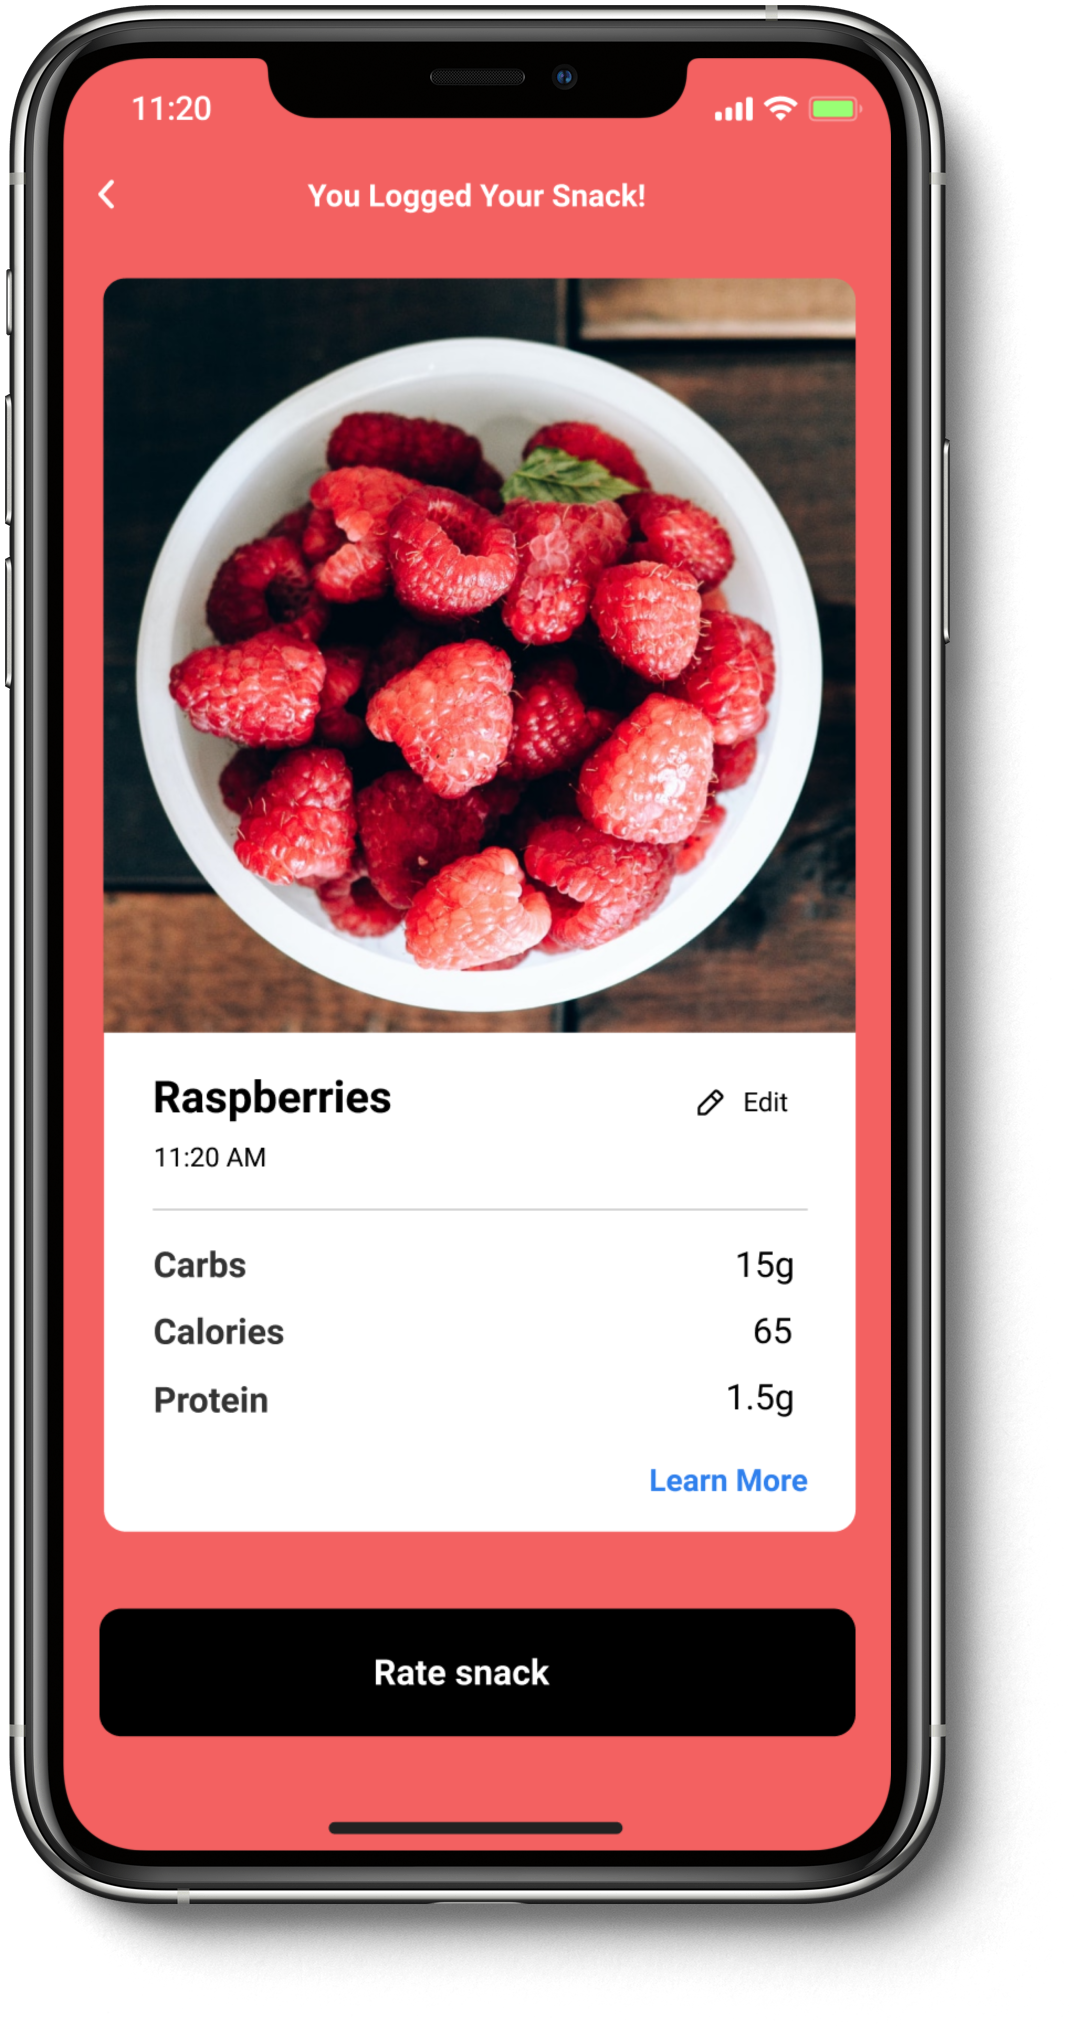 11:20
You Logged Your Snack!
Raspberries
Edit
11:20 AM
Carbs 15g
Calories 65
Protein 1.5g
Learn More
Rate snack